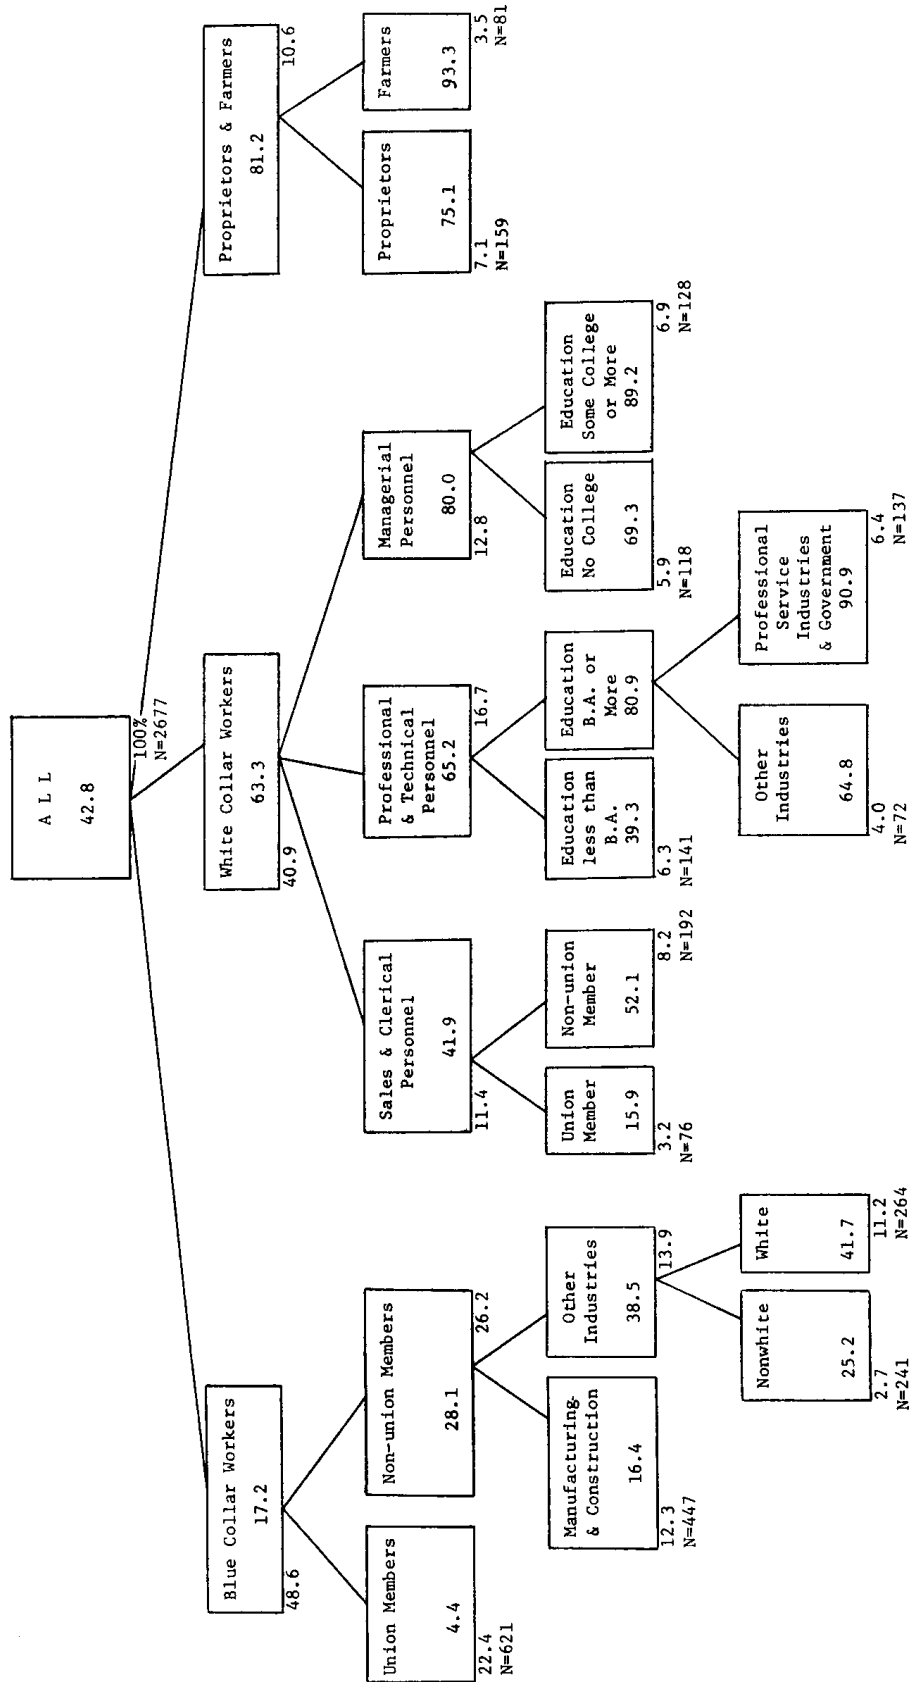 A L L
42.8
100%
N=2677
Blue Collar Workers
17.2
48.6
White Collar Workers
63.3
40.9
Proprietors & Farmers
81.2
10.6
Union Members
4.4
22.4
N=621
Non-union Members
28.1
26.2
Sales & Clerical
Personnel
41.9
11.4
Professional
& Technical
Personnel
65.2
16.7
Managerial
Personnel
80.0
12.8
Proprietors
75.1
7.1
N=159
Farmers
93.3
3.5
N=81
Manufacturing-
& Construction
16.4
12.3
N=447
Other
Industries
38.5
13.9
Union
Member
15.9
3.2
N=76
Non-union
Member
52.1
8.2
N=192
Education
less than
B.A.
39.3
6.3
N=141
Education
B.A. or
More
80.9
Education
No College
69.3
5.9
N=118
Education
Some College
or More
89.2
6.9
N=128
Nonwhite
25.2
2.7
N=241
White
41.7
11.2
N=264
Other
Industries
64.8
4.0
N=72
Professional
Service
Industries
& Government
90.9
6.4
N=137